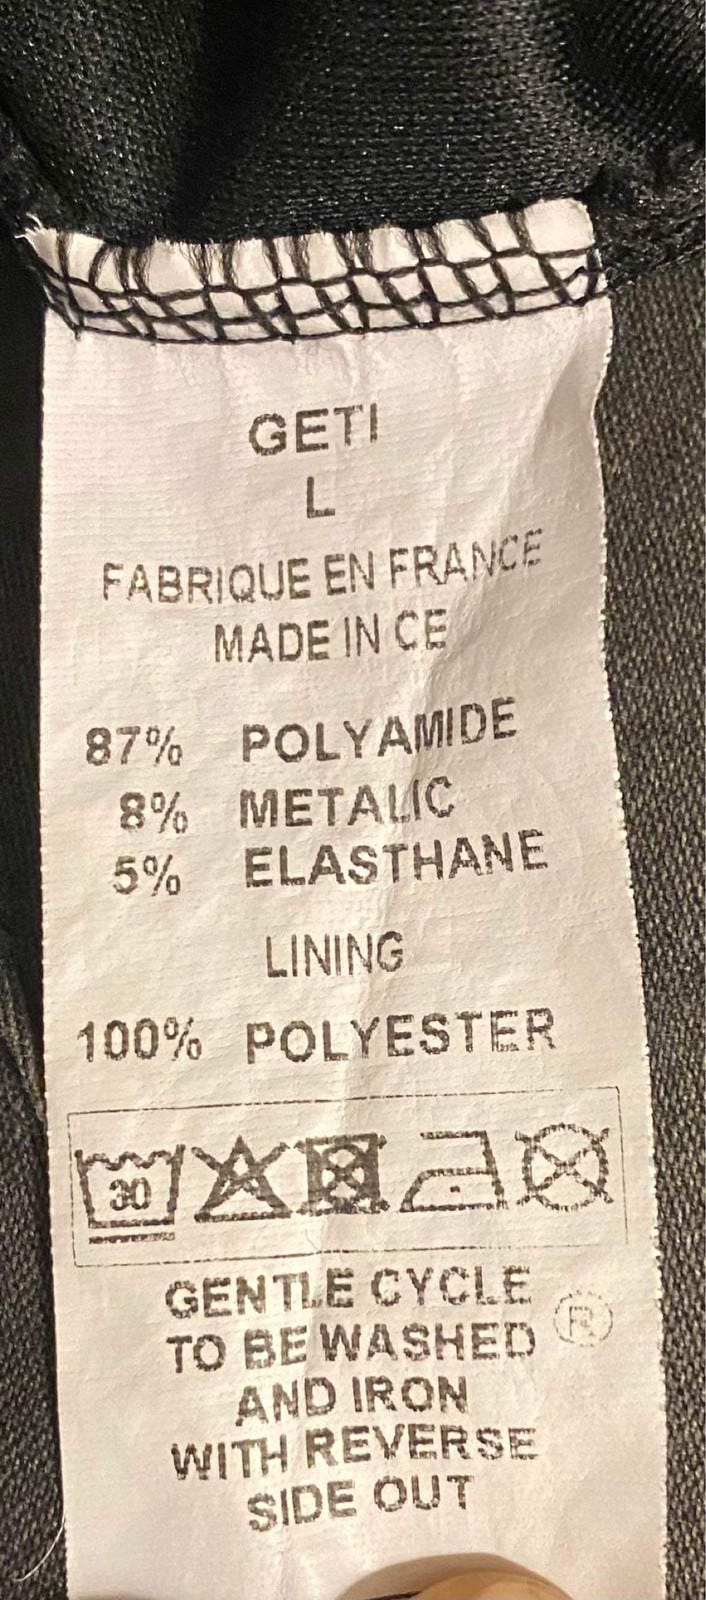 GETI
L
FABRIQUE EN FRANCE
MADE IN CE
87% POLYAMIDE
8% METALIC
5% ELASTHANE
LINING
100% POLYESTER
30
GENTLE CYCLE
TO BE WASHED ®
AND IRON
WITH REVERSE
SIDE OUT